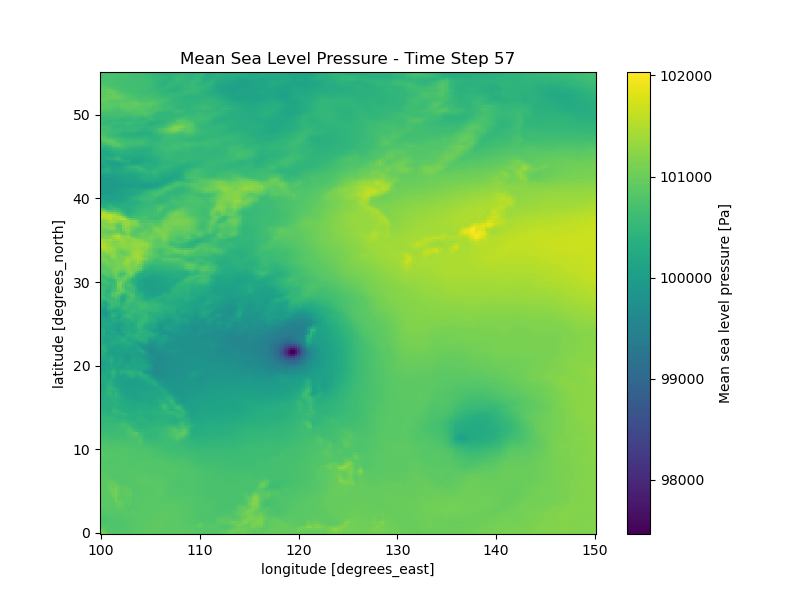 Mean Sea Level Pressure - Time Step 57
102000
101000
100000
99000
98000
Mean sea level pressure [Pa]
50
40
30
20
10
0
latitude [degrees_north]
100 110 120 130 140 150
longitude [degrees_east]